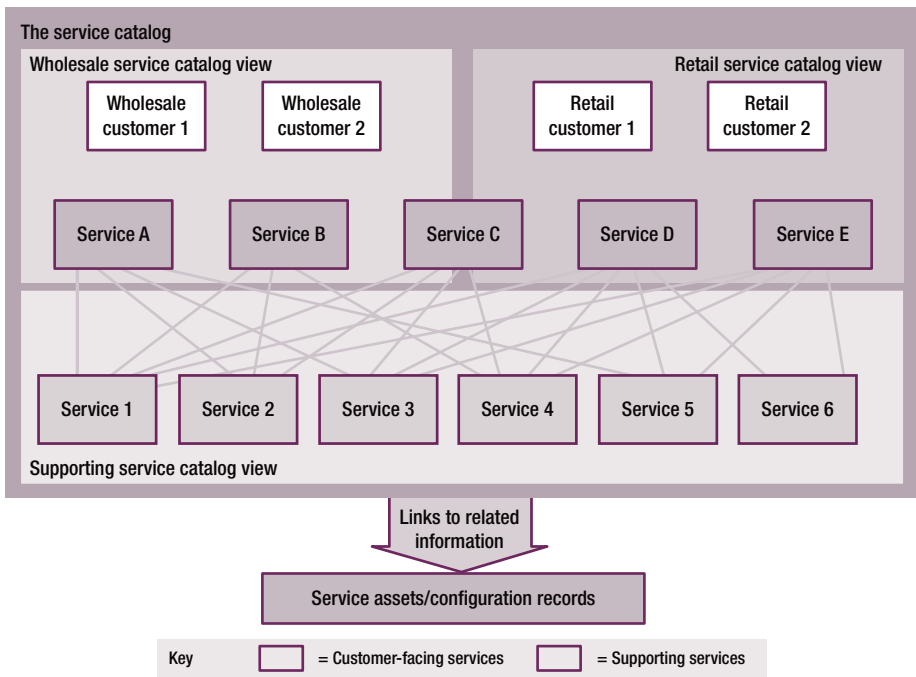 The service catalog
Wholesale service catalog view
Retail service catalog view
Wholesale
customer 1
Wholesale
customer 2
Retail
customer 1
Retail
customer 2
Service A
Service B
Service C
Service D
Service E
Service 1
Service 2
Service 3
Service 4
Service 5
Service 6
Supporting service catalog view
Links to related
information
Service assets/configuration records
Key
= Customer-facing services
= Supporting services